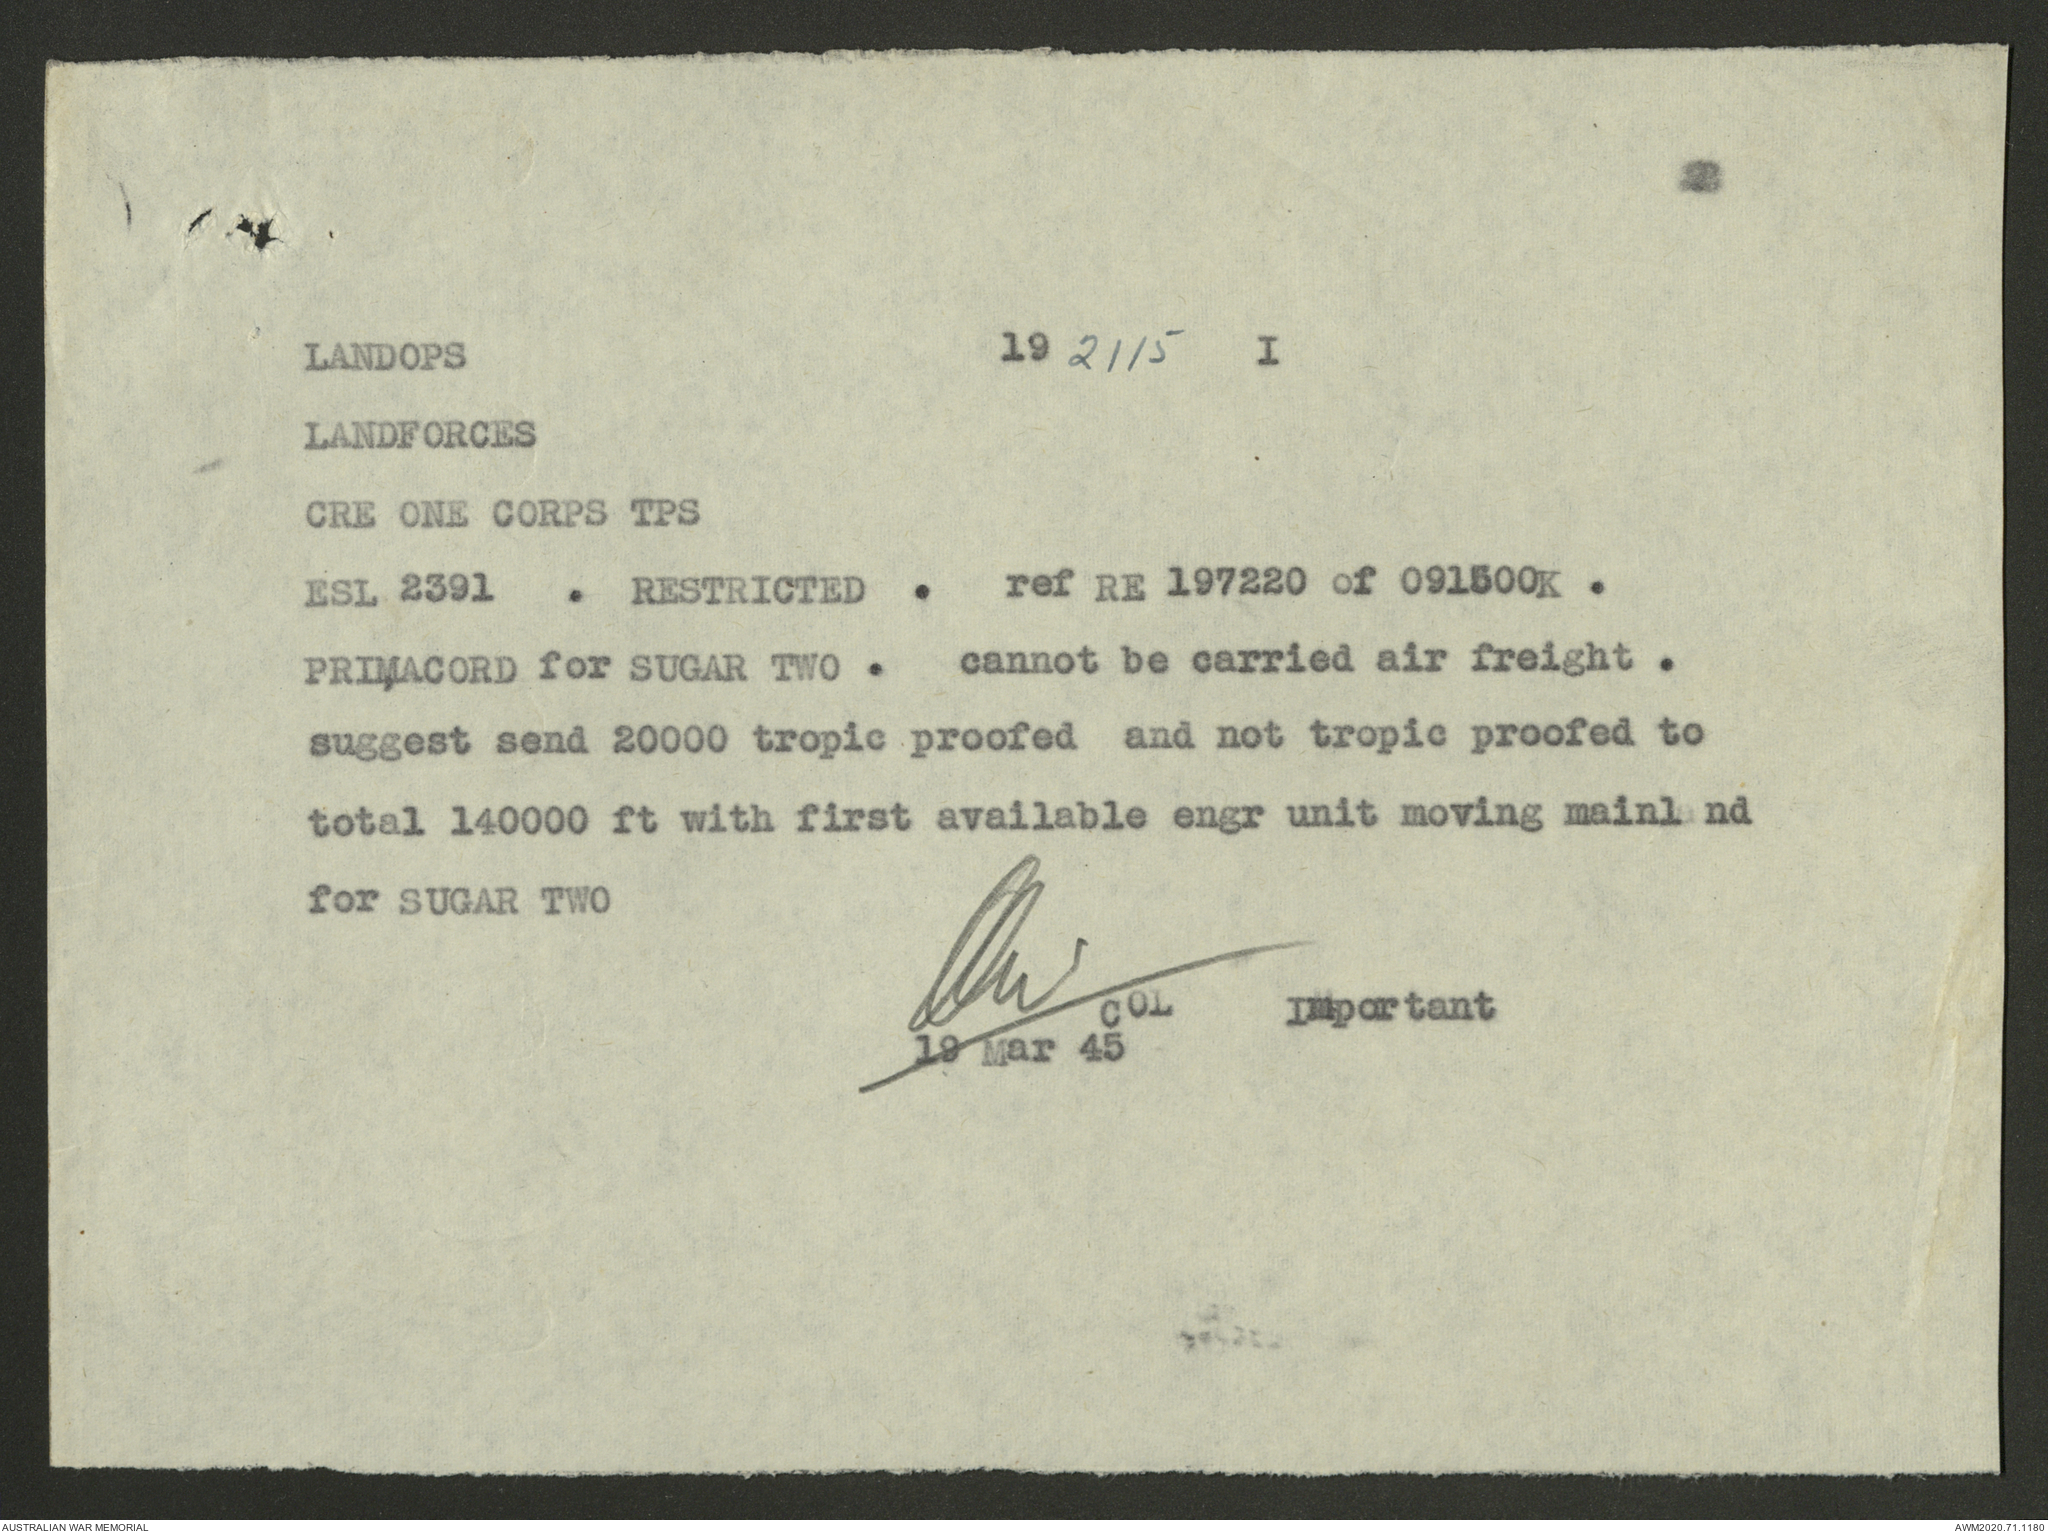 LANDOPS 19 2115 I
LANDFORCES
CRE ONE CORPS TPS
ESL 2391 . RESTRICTED . ref RE 197220 of 091500K .
PRIMACORD for SUGAR TWO . cannot be carried air freight .
suggest send 20000 tropic proofed and not tropic proofed to
total 140000 ft with first available engr unit moving mainl nd
for SUGAR TWO
COL Important
19 Mar 45
AUSTRALIAN WAR MEMORIAL AWM2020.71.1180